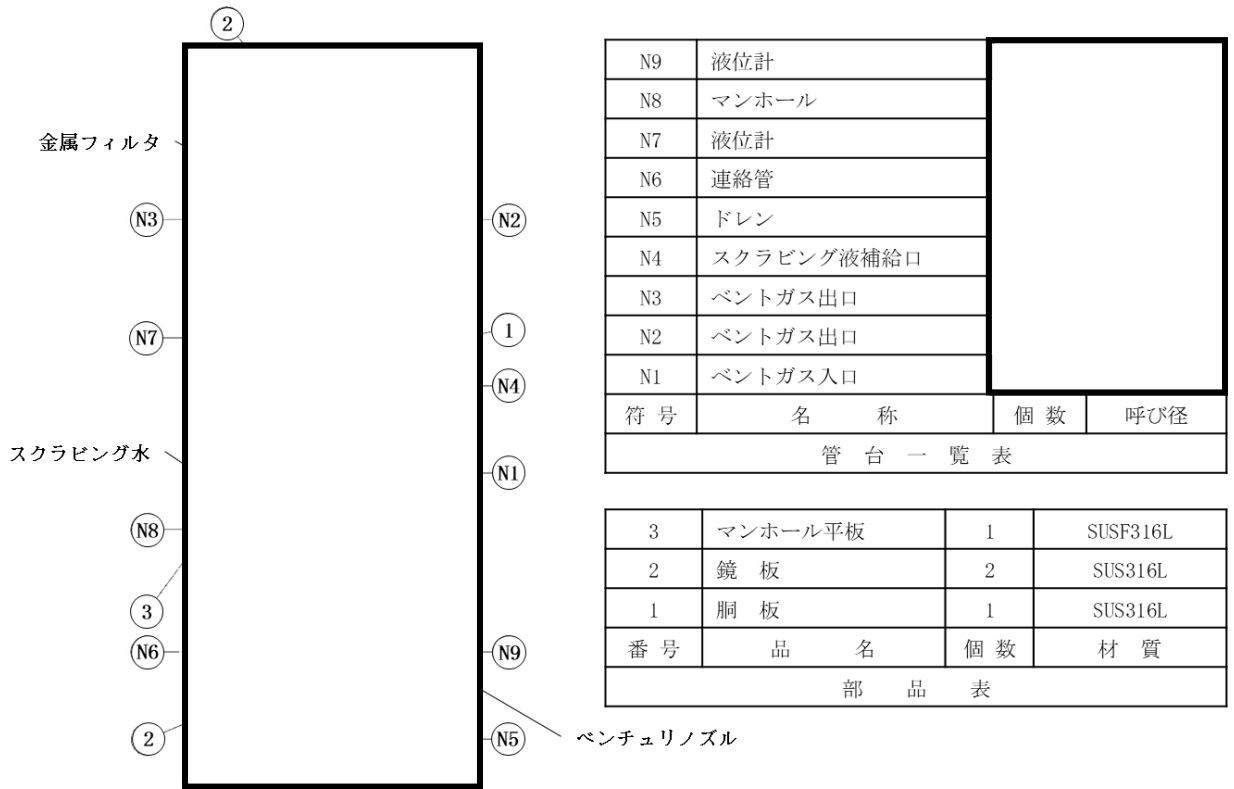 2
金属フィルタ
N3
N2
N7
1
N4
スクラビング水
N1
N8
3
N6
N9
2
N5
ベンチュリノズル
N9 液位計
N8 マンホール
N7 液位計
N6 連絡管
N5 ドレン
N4 スクラビング液補給口
N3 ベントガス出口
N2 ベントガス出口
N1 ベントガス入口
符号 名称 個数 呼び径
管台一覧表
3 マンホール平板 1 SUSF316L
2 鏡板 2 SUS316L
1 胴板 1 SUS316L
番号 品名 個数 材質
部品表